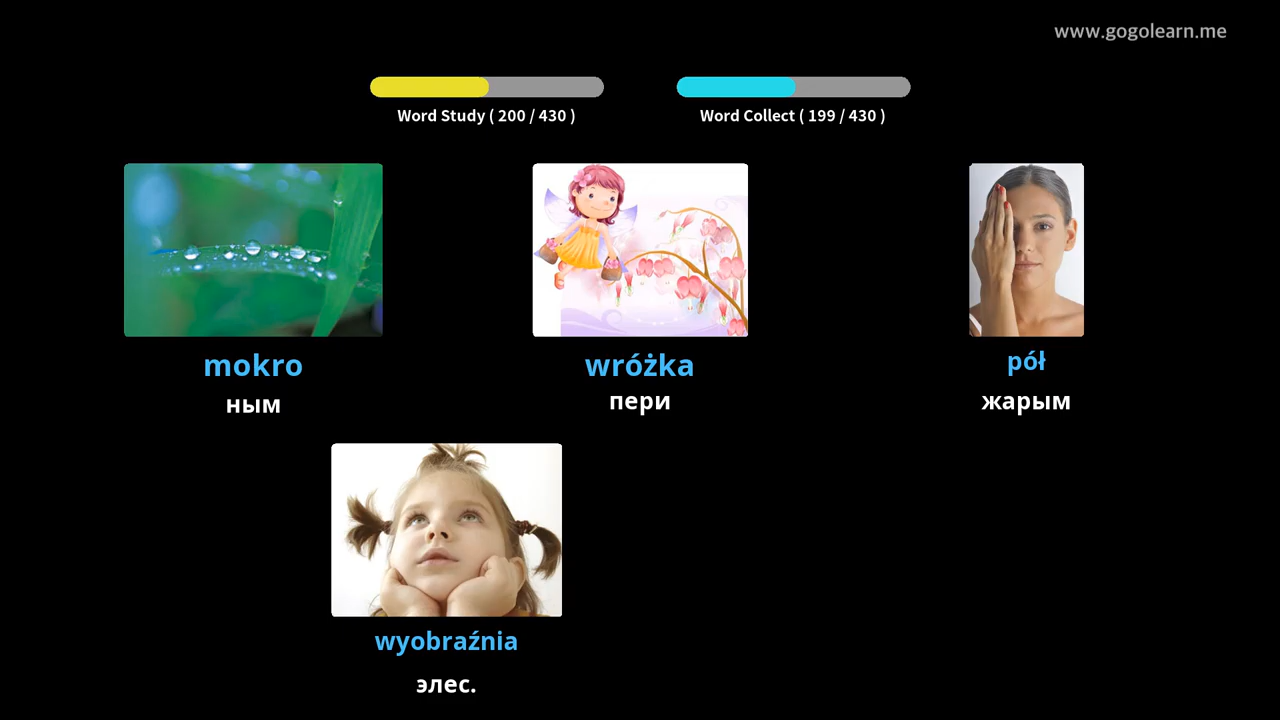 www.gogolearn.me
Word Study ( 200 / 430 )
Word Collect ( 199 / 430 )
mokro
ным
wróżka
пери
pół
жарым
wyobraźnia
элес.